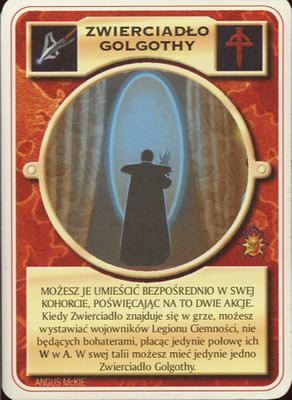 ZWIERCIADŁO
GOLGOTHY
MOŻESZ JE UMIEŚCIĆ BEZPOŚREDNIO W SWEJ
KOHORCIE, POŚWIĘCAJĄC NA TO DWIE AKCJE.
Kiedy Zwierciadło znajduje się w grze, możesz
wystawiać wojowników Legionu Ciemności, nie
będących bohaterami, płacąc jedynie połowę ich
W w A. W swej talii możesz mieć jedynie jedno
Zwierciadło Golgothy.
ANGUS McKIE